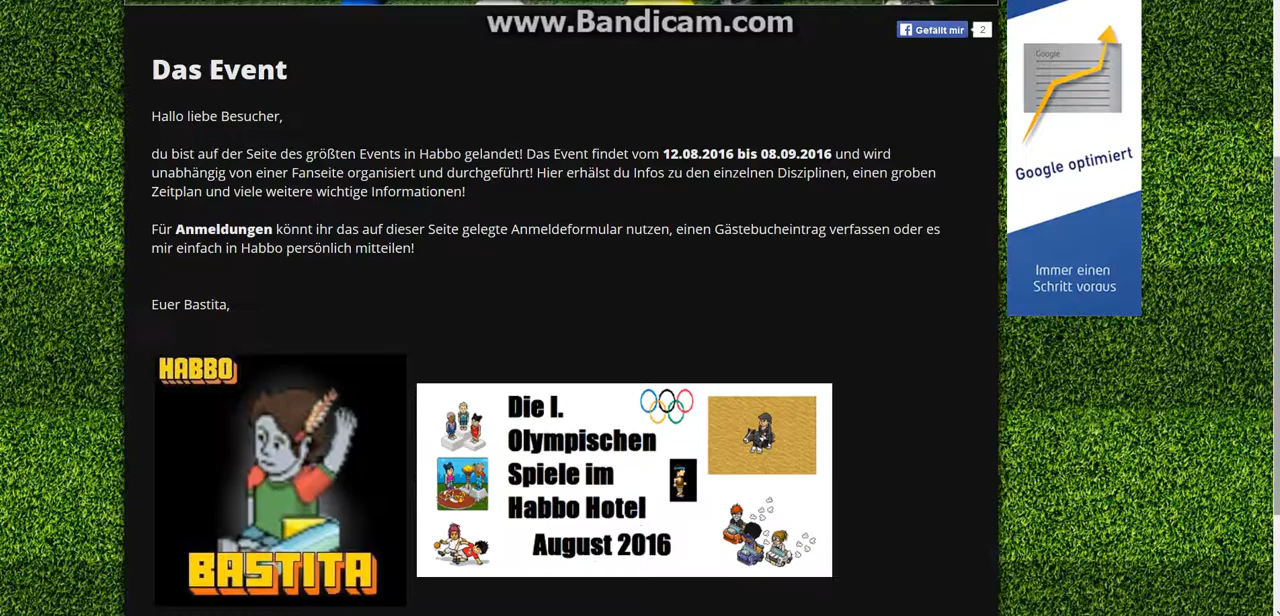 www.Bandicam.com
Gefällt mir 2
Das Event
Hallo liebe Besucher,
du bist auf der Seite des größten Events in Habbo gelandet! Das Event findet vom 12.08.2016 bis 08.09.2016 und wird
unabhängig von einer Fanseite organisiert und durchgeführt! Hier erhälst du Infos zu den einzelnen Disziplinen, einen groben
Zeitplan und viele weitere wichtige Informationen!
Für Anmeldungen könnt ihr das auf dieser Seite gelegte Anmeldeformular nutzen, einen Gästebucheintrag verfassen oder es
mir einfach in Habbo persönlich mitteilen!
Euer Bastita,
HABBO
BASTITA
Die I.
Olympischen
Spiele im
Habbo Hotel
August 2016
Google
Google optimiert
Immer einen
Schritt voraus